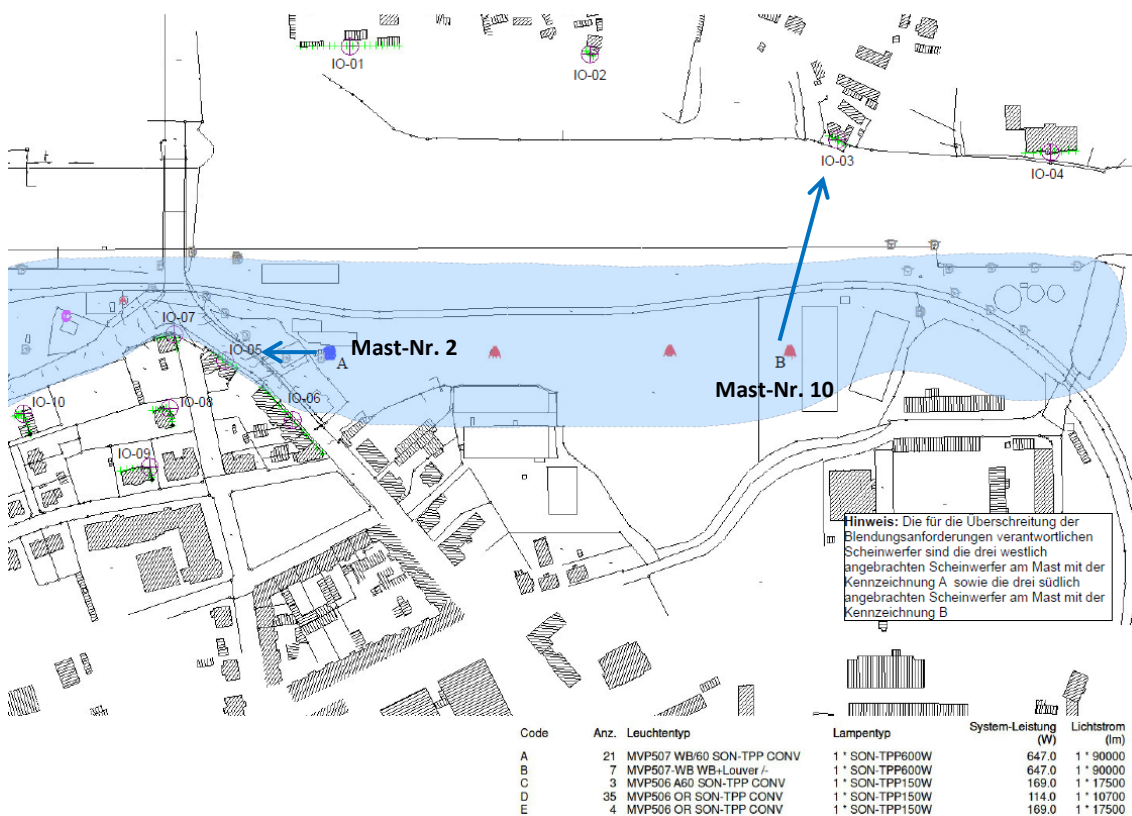 IO-01
IO-02
IO-03
IO-04
IO-07
IO-05
A
Mast-Nr. 2
B
Mast-Nr. 10
IO-10
IO-08
IO-06
IO-09
Hinweis: Die für die Überschreitung der
Blendungsanforderungen verantwortlichen
Scheinwerfer sind die drei westlich
angebrachten Scheinwerfer am Mast mit der
Kennzeichnung A sowie die drei südlich
angebrachten Scheinwerfer am Mast mit der
Kennzeichnung B
Code Anz. Leuchtentyp Lampentyp System-Leistung (W) Lichtstrom (lm)
A 21 MVP507 WB/60 SON-TPP CONV 1 * SON-TPP600W 647.0 1 * 90000
B 7 MVP507-WB WB+Louver /- 1 * SON-TPP600W 647.0 1 * 90000
C 3 MVP506 A60 SON-TPP CONV 1 * SON-TPP150W 169.0 1 * 17500
D 35 MVP506 OR SON-TPP CONV 1 * SON-TPP150W 114.0 1 * 10700
E 4 MVP506 OR SON-TPP CONV 1 * SON-TPP150W 169.0 1 * 17500